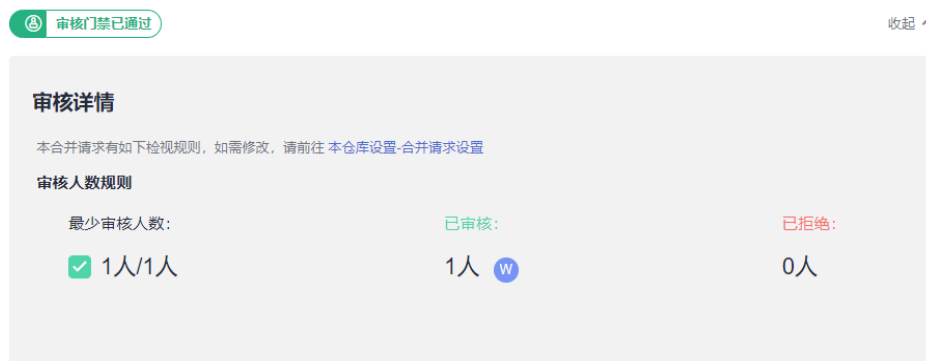 审核门禁已通过 收起
审核详情
本合并请求有如下检视规则，如需修改，请前往 本仓库设置-合并请求设置
审核人数规则
最少审核人数： 已审核： 已拒绝：
1人/1人 1人 W 0人